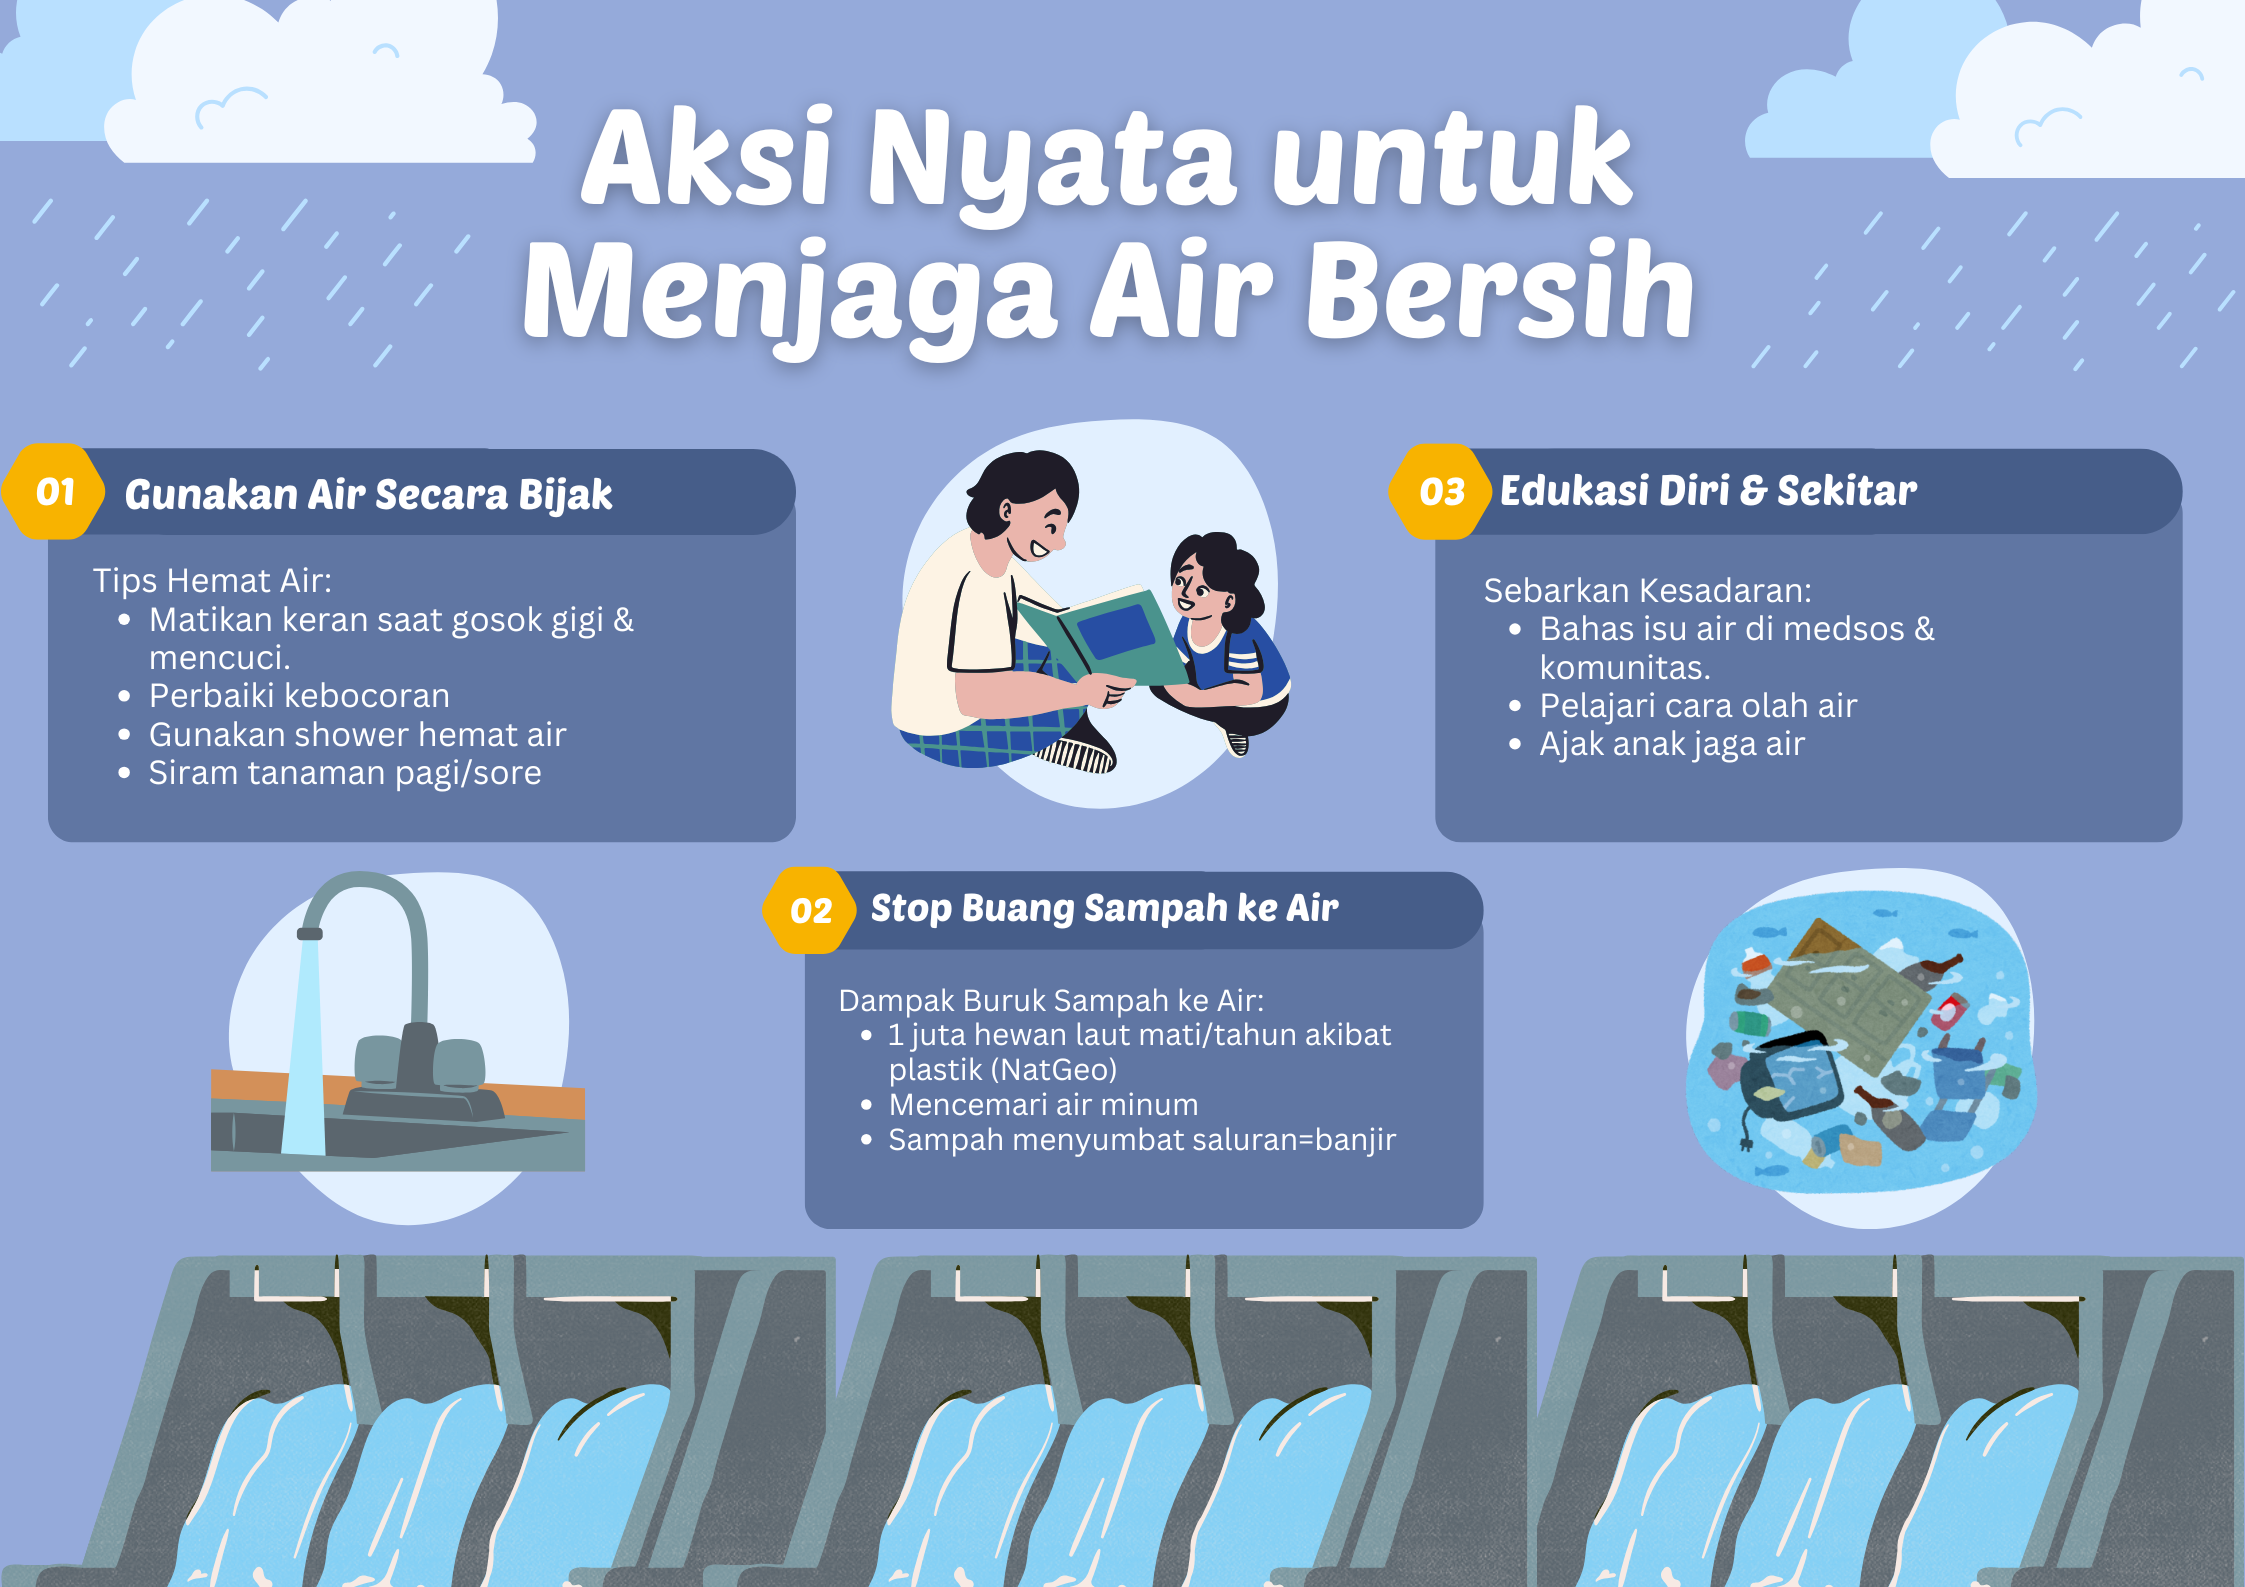 Aksi Nyata untuk
Menjaga Air Bersih
01
Gunakan Air Secara Bijak
Tips Hemat Air:
• Matikan keran saat gosok gigi &
mencuci.
• Perbaiki kebocoran
• Gunakan shower hemat air
• Siram tanaman pagi/sore
02
Stop Buang Sampah ke Air
Dampak Buruk Sampah ke Air:
• 1 juta hewan laut mati/tahun akibat
plastik (NatGeo)
• Mencemari air minum
• Sampah menyumbat saluran=banjir
03
Edukasi Diri & Sekitar
Sebarkan Kesadaran:
• Bahas isu air di medsos &
komunitas.
• Pelajari cara olah air
• Ajak anak jaga air